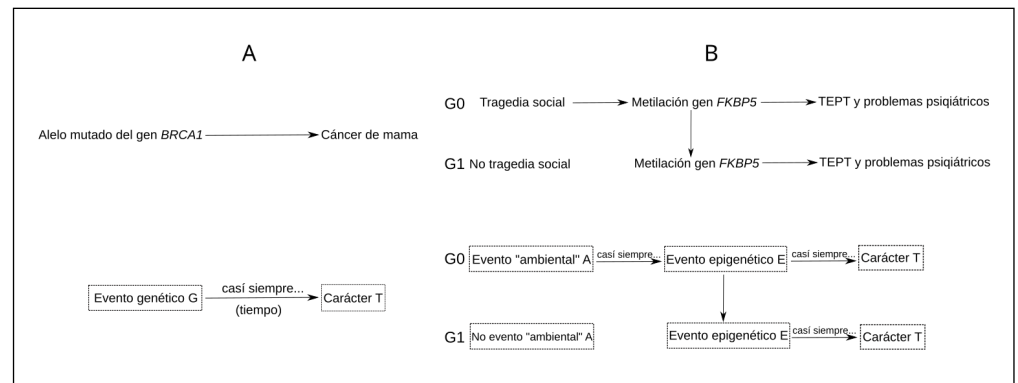 A
Alelo mutado del gen BRCA1 Cáncer de mama
Evento genético G casí siempre... Carácter T
(tiempo)
B
G0 Tragedia social Metilación gen FKBP5 TEPT y problemas psiqiátricos
G1 No tragedia social Metilación gen FKBP5 TEPT y problemas psiqiátricos
G0 Evento "ambiental" A casí siempre... Evento epigenético E casí siempre... Carácter T
G1 No evento "ambiental" A Evento epigenético E casí siempre... Carácter T